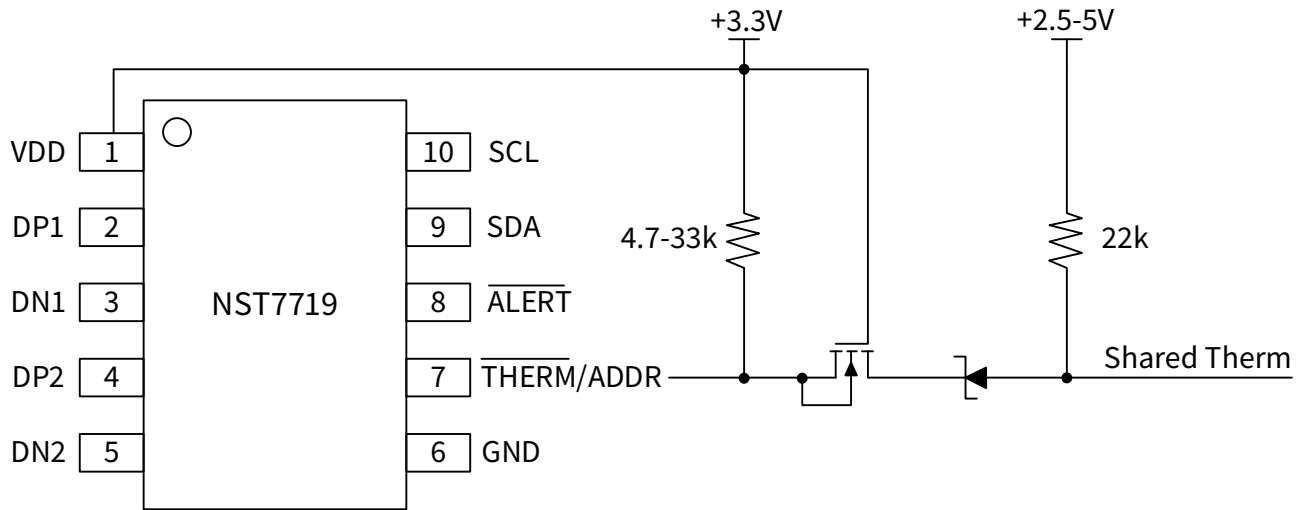 +3.3V
+2.5-5V
VDD 1 10 SCL
DP1 2 9 SDA
4.7-33k 22k
DN1 3 NST7719 8 ALERT
DP2 4 7 THERM/ADDR
Shared Therm
DN2 5 6 GND